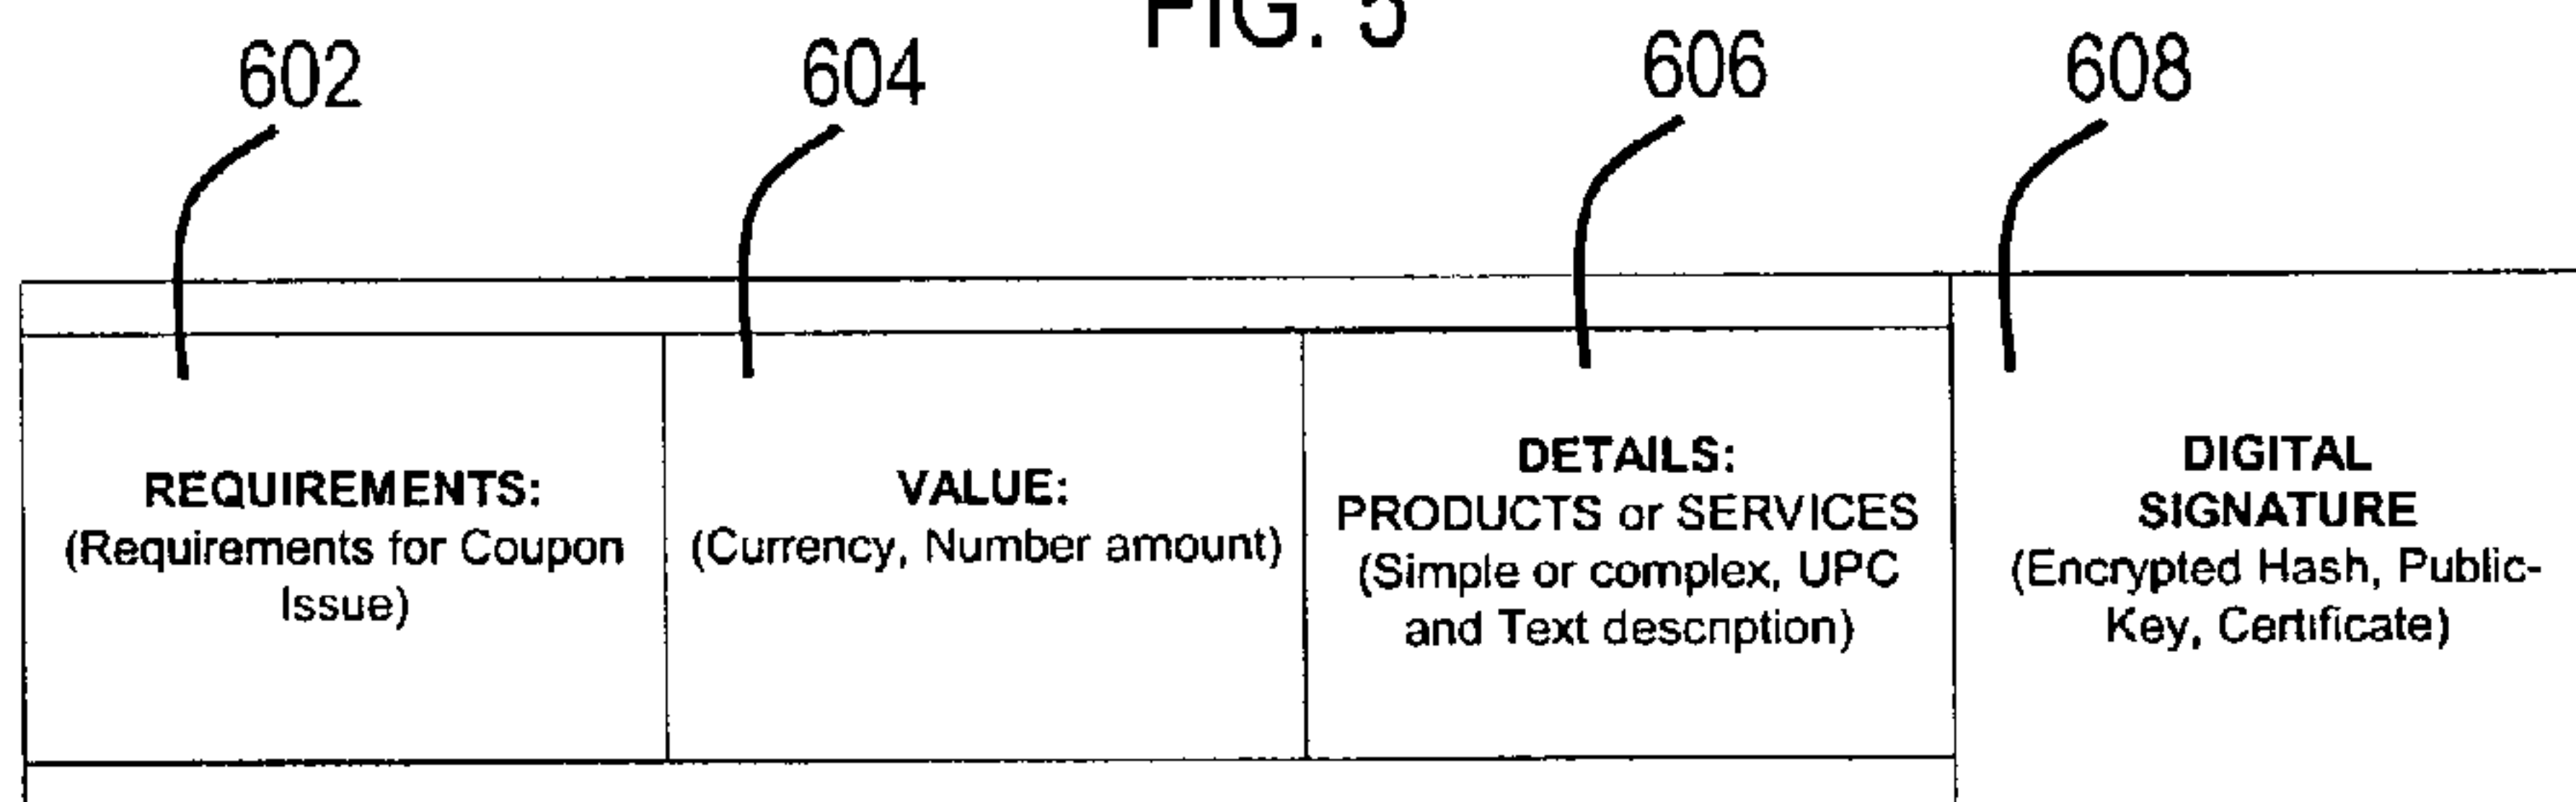 FIG. 5
602 604 606 608
REQUIREMENTS:
(Requirements for Coupon
Issue)
VALUE:
(Currency, Number amount)
DETAILS:
PRODUCTS or SERVICES
(Simple or complex, UPC
and Text description)
DIGITAL
SIGNATURE
(Encrypted Hash, Public-
Key, Certificate)